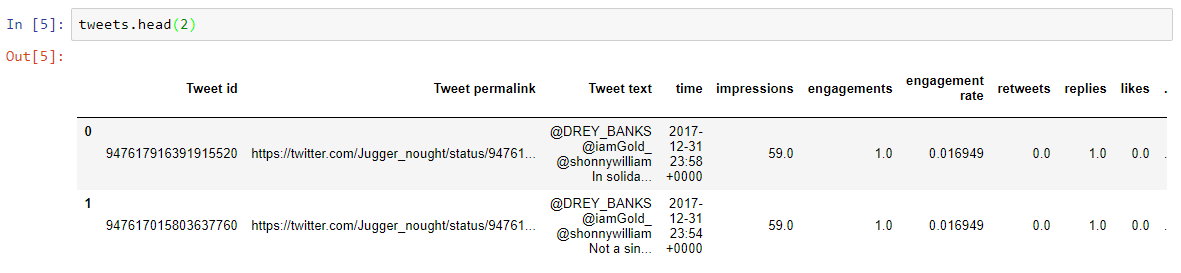 In [5]: tweets.head(2)
Out[5]:
Tweet id Tweet permalink Tweet text time impressions engagements engagement rate retweets replies likes .
0
947617916391915520 https://twitter.com/Jugger_nought/status/94761... @DREY_BANKS @iamGold_ @shonnywilliam In solida... 2017-12-31 23:58 +0000 59.0 1.0 0.016949 0.0 1.0 0.0 .
1
947617015803637760 https://twitter.com/Jugger_nought/status/94761... @DREY_BANKS @iamGold_ @shonnywilliam Not a sin... 2017-12-31 23:54 +0000 59.0 1.0 0.016949 0.0 1.0 0.0 .